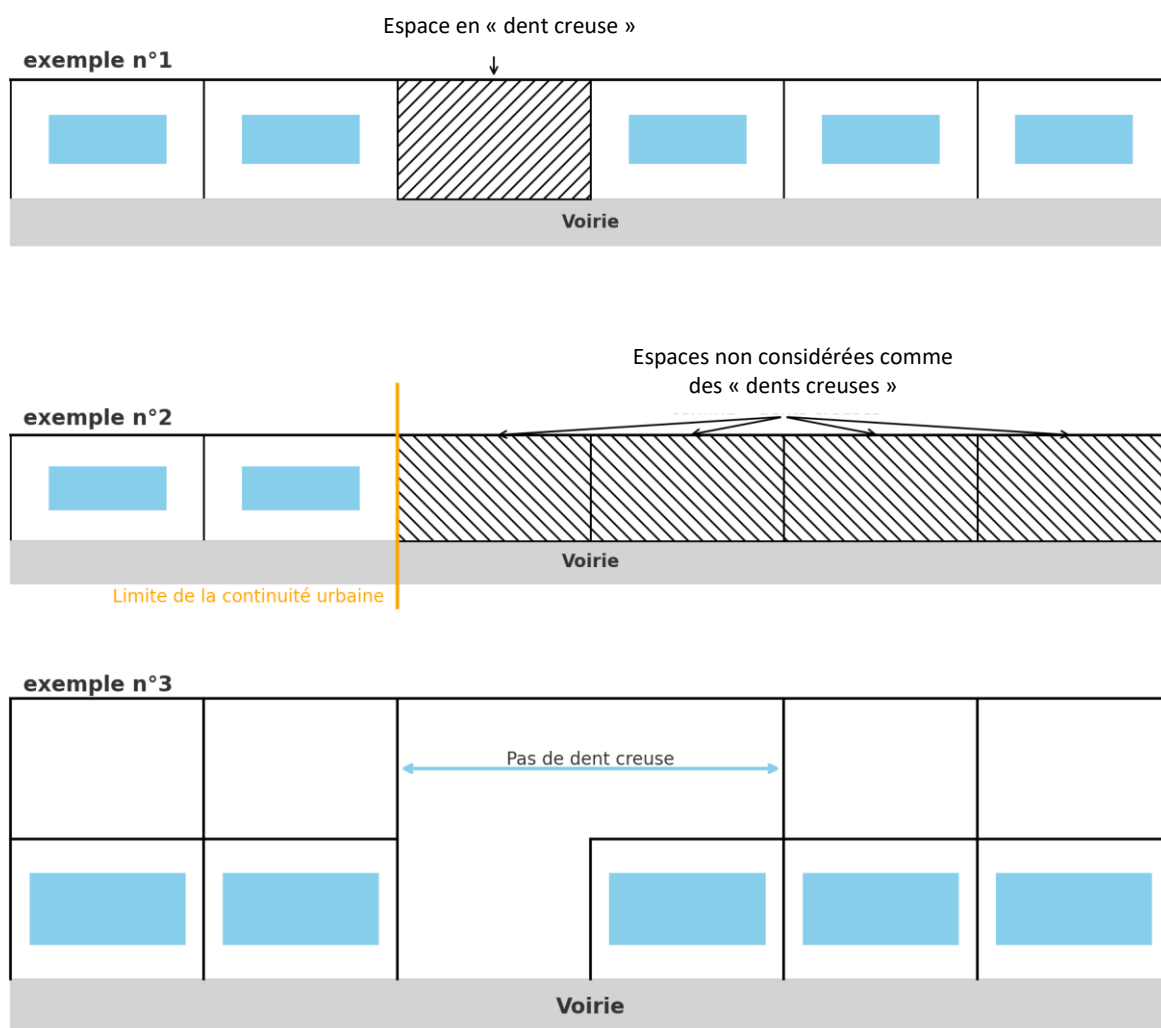 Espace en « dent creuse »
exemple n°1
Voirie
Espaces non considérées comme
des « dents creuses »
exemple n°2
Voirie
Limite de la continuité urbaine
exemple n°3
Pas de dent creuse
Voirie